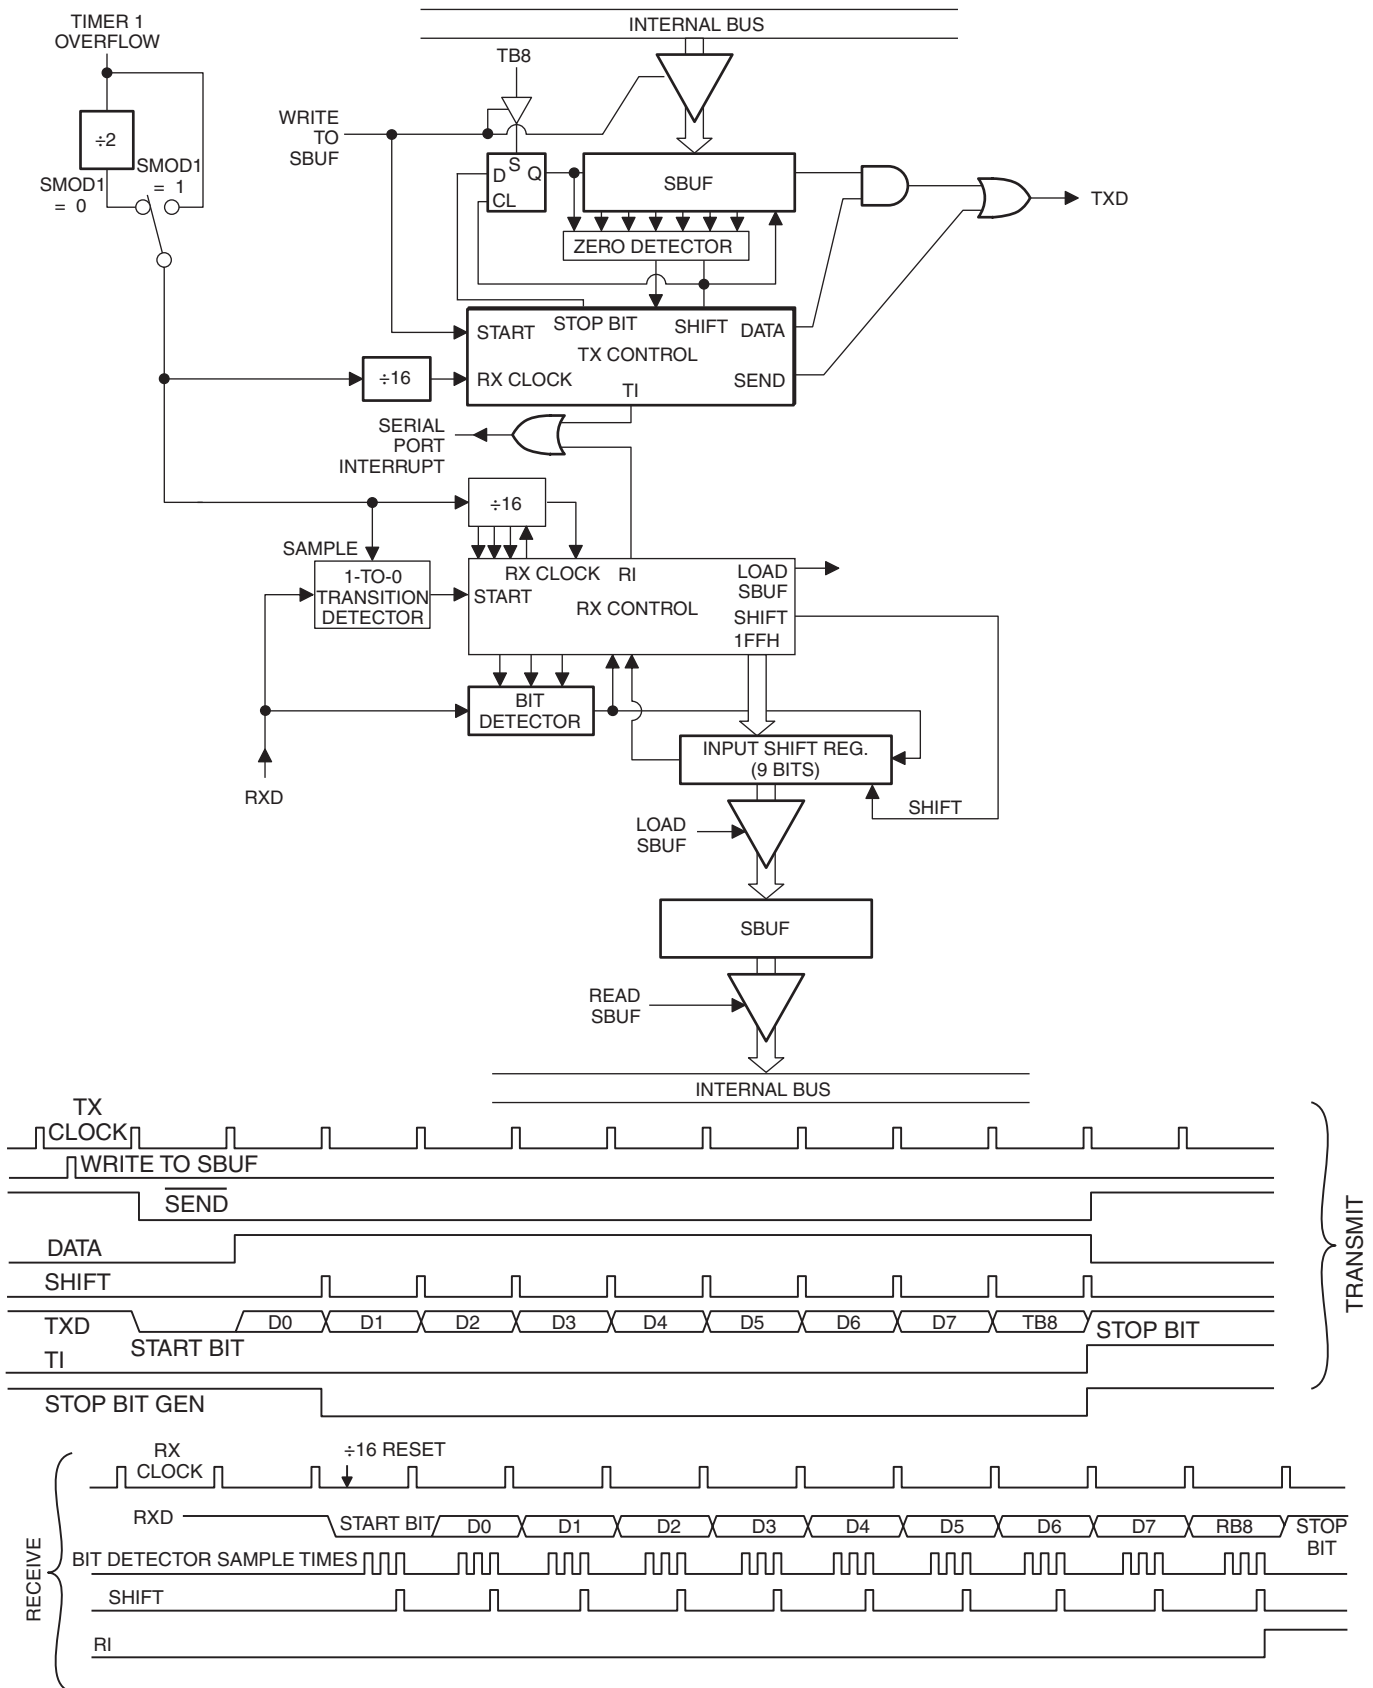 TIMER 1
OVERFLOW
÷2
SMOD1
= 0
SMOD1
= 1
INTERNAL BUS
TB8
WRITE
TO
SBUF
D
S
Q
CL
SBUF
ZERO DETECTOR
TXD
START
STOP BIT
SHIFT
DATA
TX CONTROL
÷16
RX CLOCK
TI
SEND
SERIAL
PORT
INTERRUPT
÷16
SAMPLE
1-TO-0
TRANSITION
DETECTOR
RX CLOCK
RI
START
RX CONTROL
LOAD
SBUF
SHIFT
1FFH
BIT
DETECTOR
RXD
INPUT SHIFT REG.
(9 BITS)
SHIFT
LOAD
SBUF
SBUF
READ
SBUF
INTERNAL BUS
TX
CLOCK
WRITE TO SBUF
SEND
DATA
SHIFT
TXD
START BIT
D0
D1
D2
D3
D4
D5
D6
D7
TB8
STOP BIT
TI
STOP BIT GEN
TRANSMIT
RX
CLOCK
÷16 RESET
RXD
START BIT
D0
D1
D2
D3
D4
D5
D6
D7
RB8
STOP
BIT
BIT DETECTOR SAMPLE TIMES
SHIFT
RI
RECEIVE